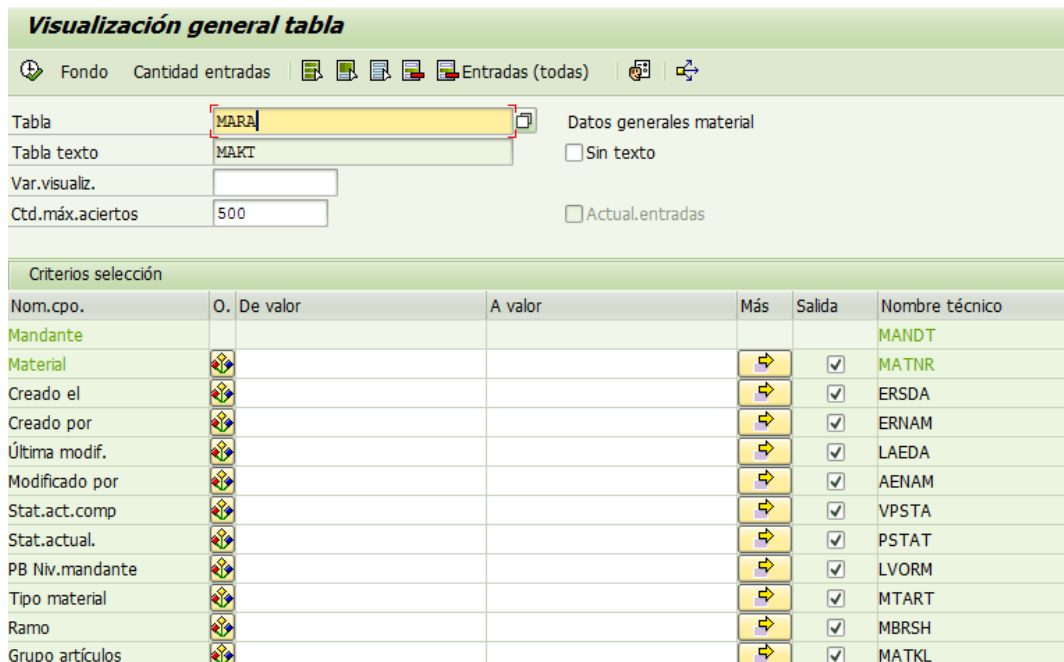 Visualización general tabla
Fondo Cantidad entradas Entradas (todas)
Tabla MARA Datos generales material
Tabla texto MAKT Sin texto
Var.visualiz.
Ctd.máx.aciertos 500 Actual.entradas
Criterios selección
Nom.cpo. O. De valor A valor Más Salida Nombre técnico
Mandante MANDT
Material MATNR
Creado el ERSDA
Creado por ERNAM
Última modif. LAEDA
Modificado por AENAM
Stat.act.comp VPSTA
Stat.actual. PSTAT
PB Niv.mandante LVORM
Tipo material MTART
Ramo MBRSH
Grupo artículos MATKL